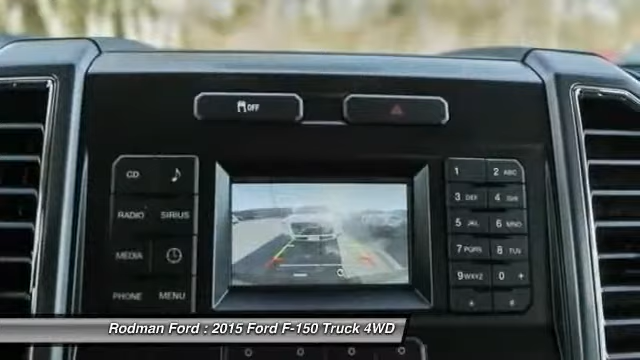 OFF
CD
1 2 ABC
3 DEF 4 GHI
RADIO SIRIUS
5 JKL 6 MNO
MEDIA
7 PQRS 8 TUV
PHONE MENU
9 WXYZ 0 +
Rodman Ford : 2015 Ford F-150 Truck 4WD